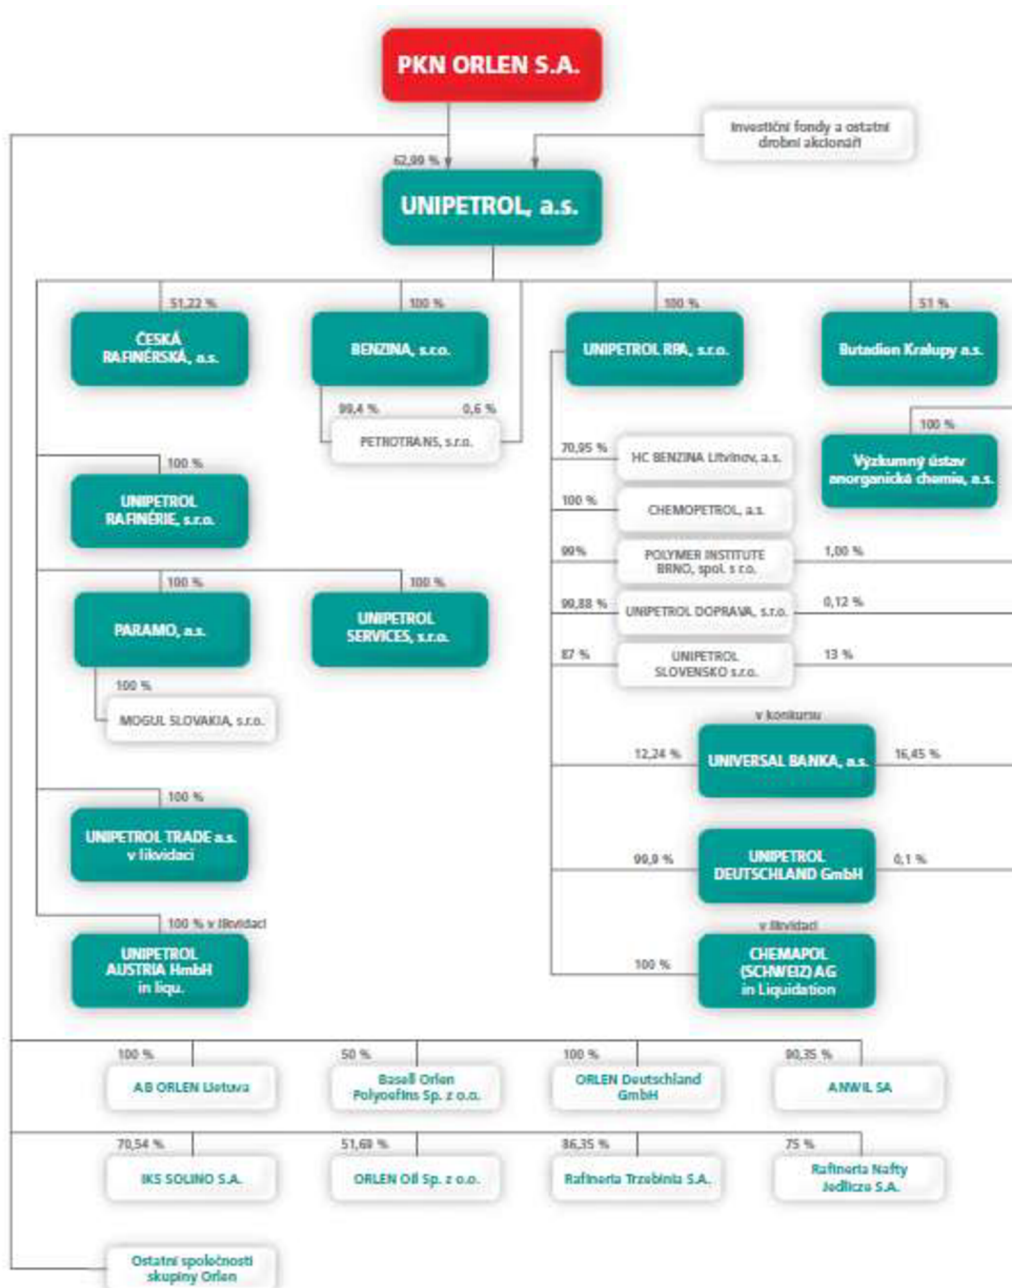 PKN ORLEN S.A.
Investiční fondy a ostatní
drobní akcionáři
62,99 %
UNIPETROL, a.s.
51,22 %
ČESKÁ
RAFINÉRSKÁ, a.s.
100 %
BENZINA, s.r.o.
100 %
UNIPETROL RPA, s.r.o.
51 %
Butadien Kralupy a.s.
99,4 %
0,6 %
PETROTRANS, s.r.o.
100 %
Výzkumný ústav
anorganické chemie, a.s.
70,95 %
HC BENZINA Litvínov, a.s.
100 %
UNIPETROL
RAFINÉRIE, s.r.o.
100 %
CHEMOPETROL, a.s.
99%
POLYMER INSTITUTE
BRNO, spol. s r.o.
1,00 %
100 %
PARAMO, a.s.
100 %
UNIPETROL
SERVICES, s.r.o.
99,88 %
UNIPETROL DOPRAVA, s.r.o.
0,12 %
87 %
UNIPETROL
SLOVENSKO s.r.o.
13 %
100 %
MOGUL SLOVAKIA, s.r.o.
v konkursu
12,24 %
UNIVERSAL BANKA, a.s.
16,45 %
100 %
UNIPETROL TRADE a.s.
v likvidaci
99,9 %
UNIPETROL
DEUTSCHLAND GmbH
0,1 %
100 % v likvidaci
UNIPETROL
AUSTRIA HmbH
in liqu.
v likvidaci
100 %
CHEMAPOL
(SCHWEIZ) AG
in Liquidation
100 %
AB ORLEN Lietuva
50 %
Basell Orlen
Polyoefins Sp. z o.o.
100 %
ORLEN Deutschland
GmbH
90,35 %
ANWIL SA
70,54 %
IKS SOLINO S.A.
51,69 %
ORLEN Oil Sp. z o.o.
86,35 %
Rafineria Trzebinia S.A.
75 %
Rafineria Nafty
Jedlicze S.A.
Ostatní společnosti
skupiny Orlen